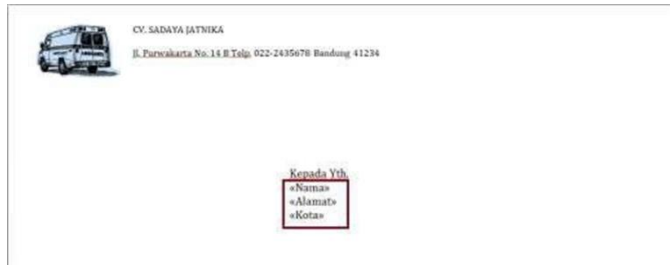 CV. SADAYA JATNIKA
Jl. Purwakarta No. 14 B Telp. 022-2435678 Bandung 41234
Kepada Yth.
«Nama»
«Alamat»
«Kota»